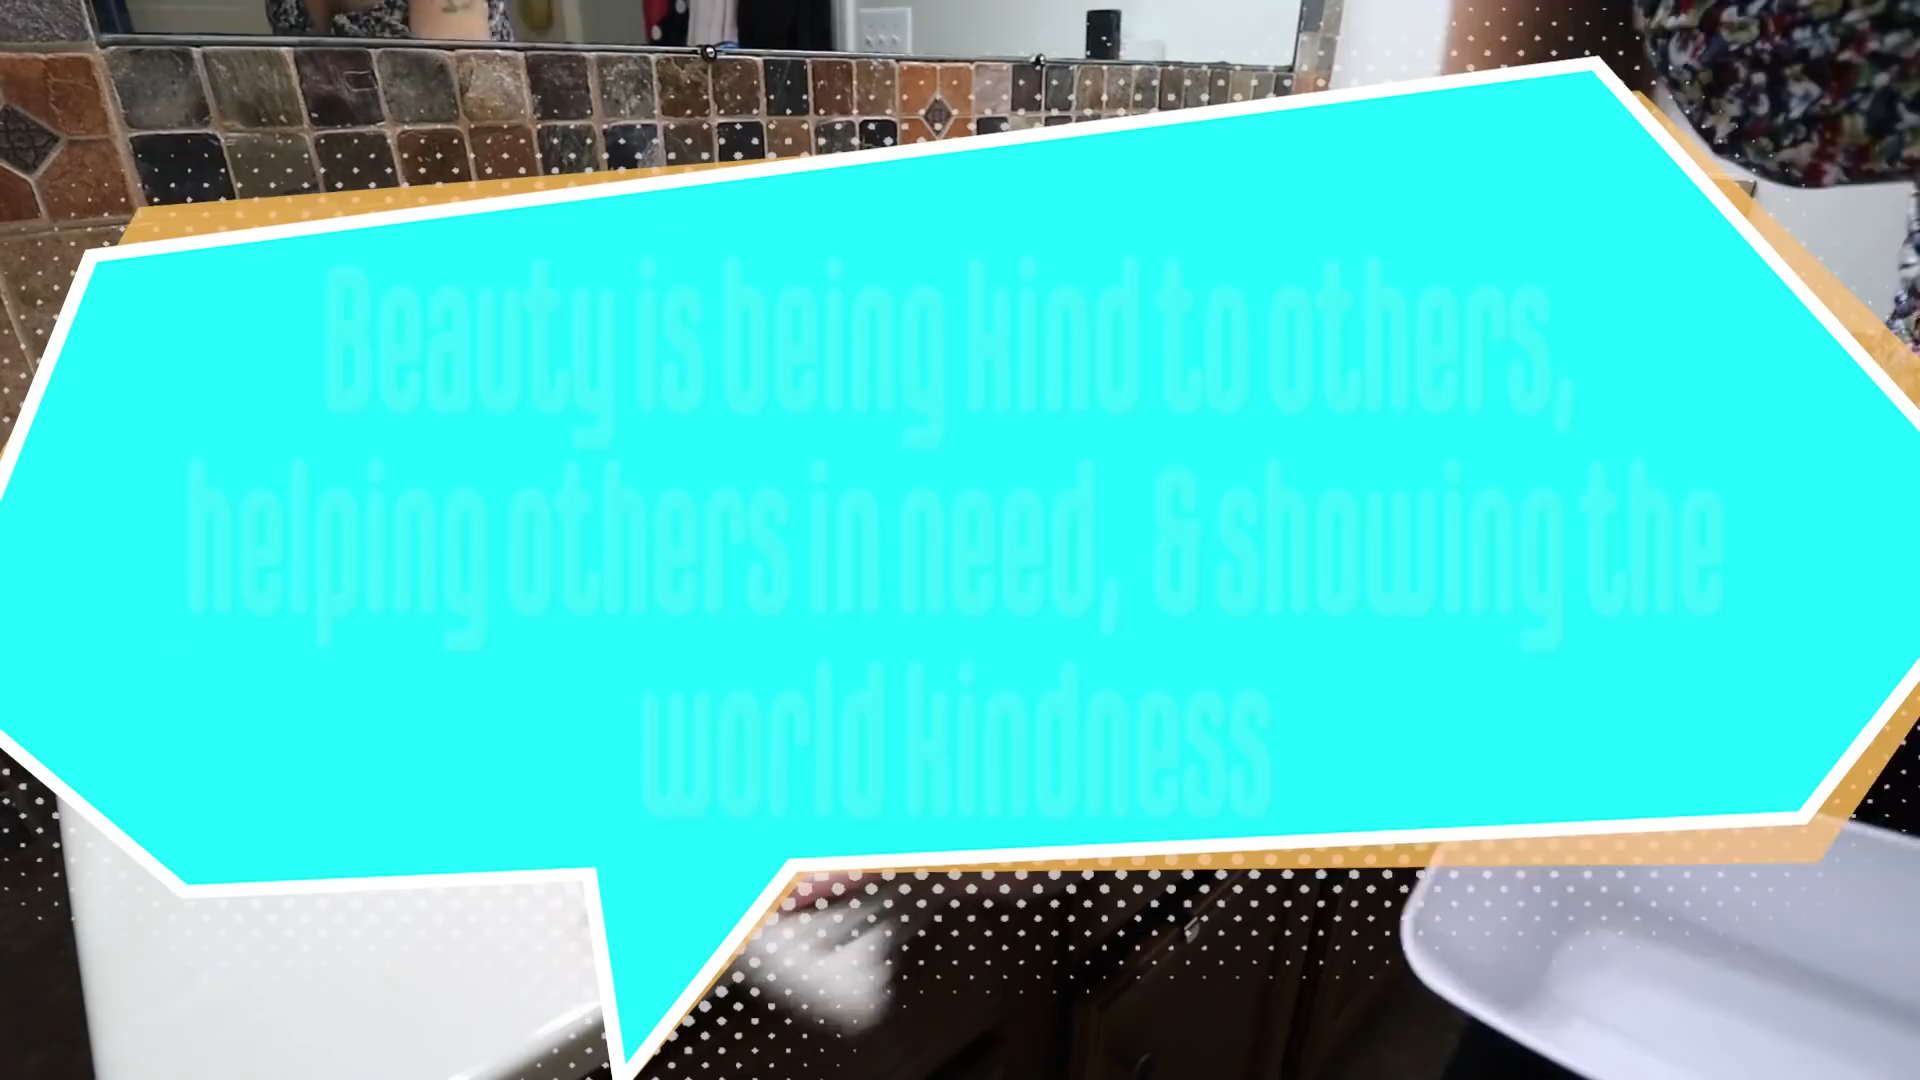 Beauty is being kind to others,
helping others in need, & showing the
world kindness